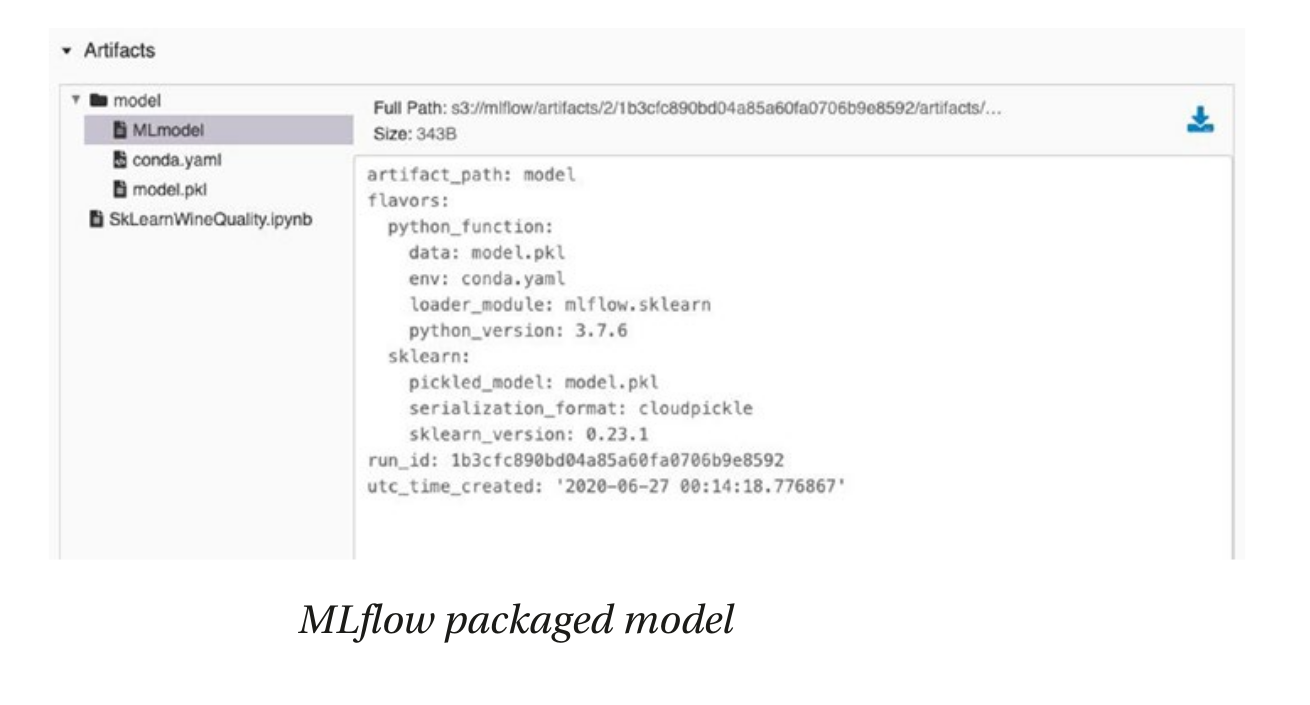 Artifacts
model
MLmodel
conda.yaml
model.pkl
SkLearnWineQuality.ipynb
Full Path: s3://mlflow/artifacts/2/1b3cfc890bd04a85a60fa0706b9e8592/artifacts/...
Size: 343B
artifact_path: model
flavors:
  python_function:
    data: model.pkl
    env: conda.yaml
    loader_module: mlflow.sklearn
    python_version: 3.7.6
  sklearn:
    pickled_model: model.pkl
    serialization_format: cloudpickle
    sklearn_version: 0.23.1
run_id: 1b3cfc890bd04a85a60fa0706b9e8592
utc_time_created: '2020-06-27 00:14:18.776867'
MLflow packaged model